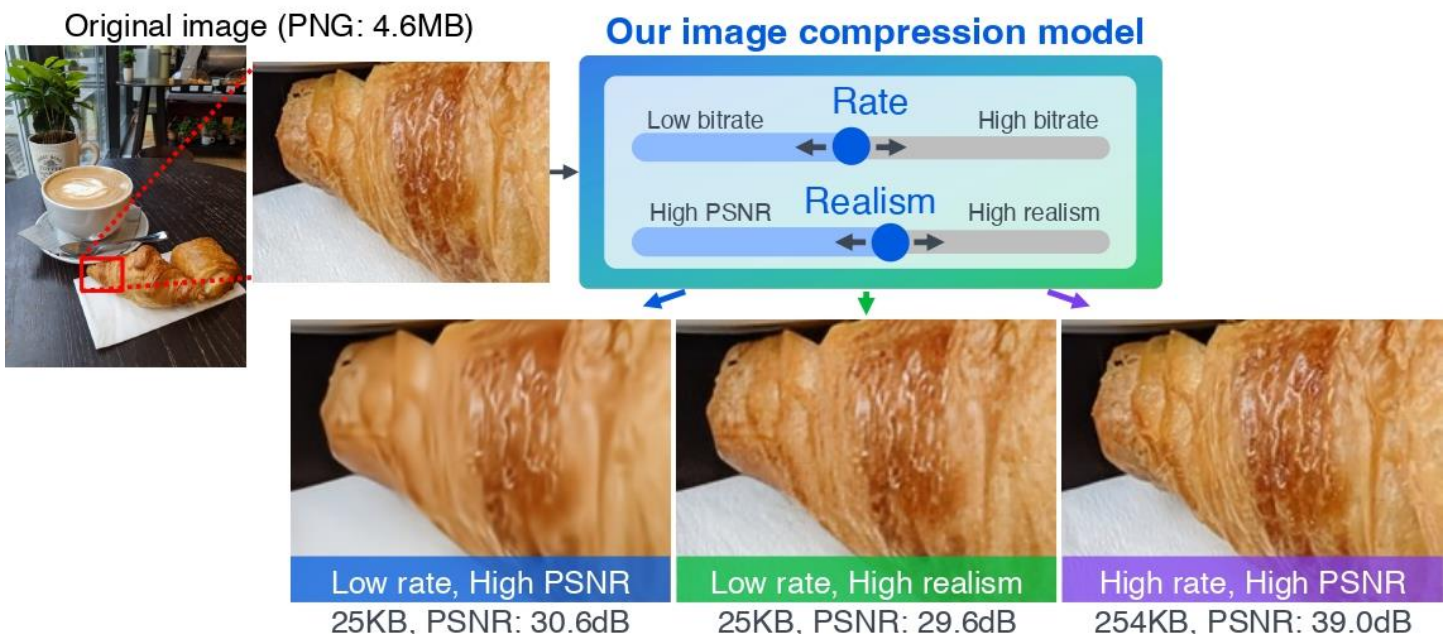 Original image (PNG: 4.6MB)
Our image compression model
Rate
Low bitrate
High bitrate
Realism
High PSNR
High realism
Low rate, High PSNR
25KB, PSNR: 30.6dB
Low rate, High realism
25KB, PSNR: 29.6dB
High rate, High PSNR
254KB, PSNR: 39.0dB